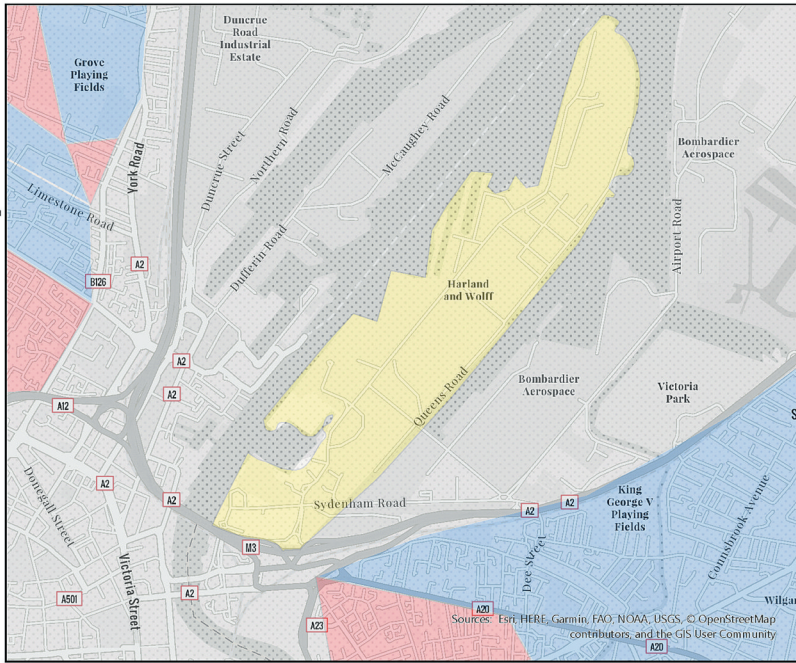 Duncrue
Road
Industrial
Estate
Grove
Playing
Fields
York Road
Duncrue Street
Northern Road
McCaughey Road
Bombardier
Aerospace
Limestone Road
Dufferin Road
Airport Road
A2
B126
Harland
and Wolff
A2
A2
Bombardier
Aerospace
Victoria
Park
Queens Road
A12
A2
A2
Donegall Street
Sydenham Road
A2
A2
King
George V
Playing
Fields
Connsbrook Avenue
Dee Street
M3
Victoria Street
A2
A501
A23
A20
A20
Sources: Esri, HERE, Garmin, FAO, NOAA, USGS, © OpenStreetMap
contributors, and the GIS User Community